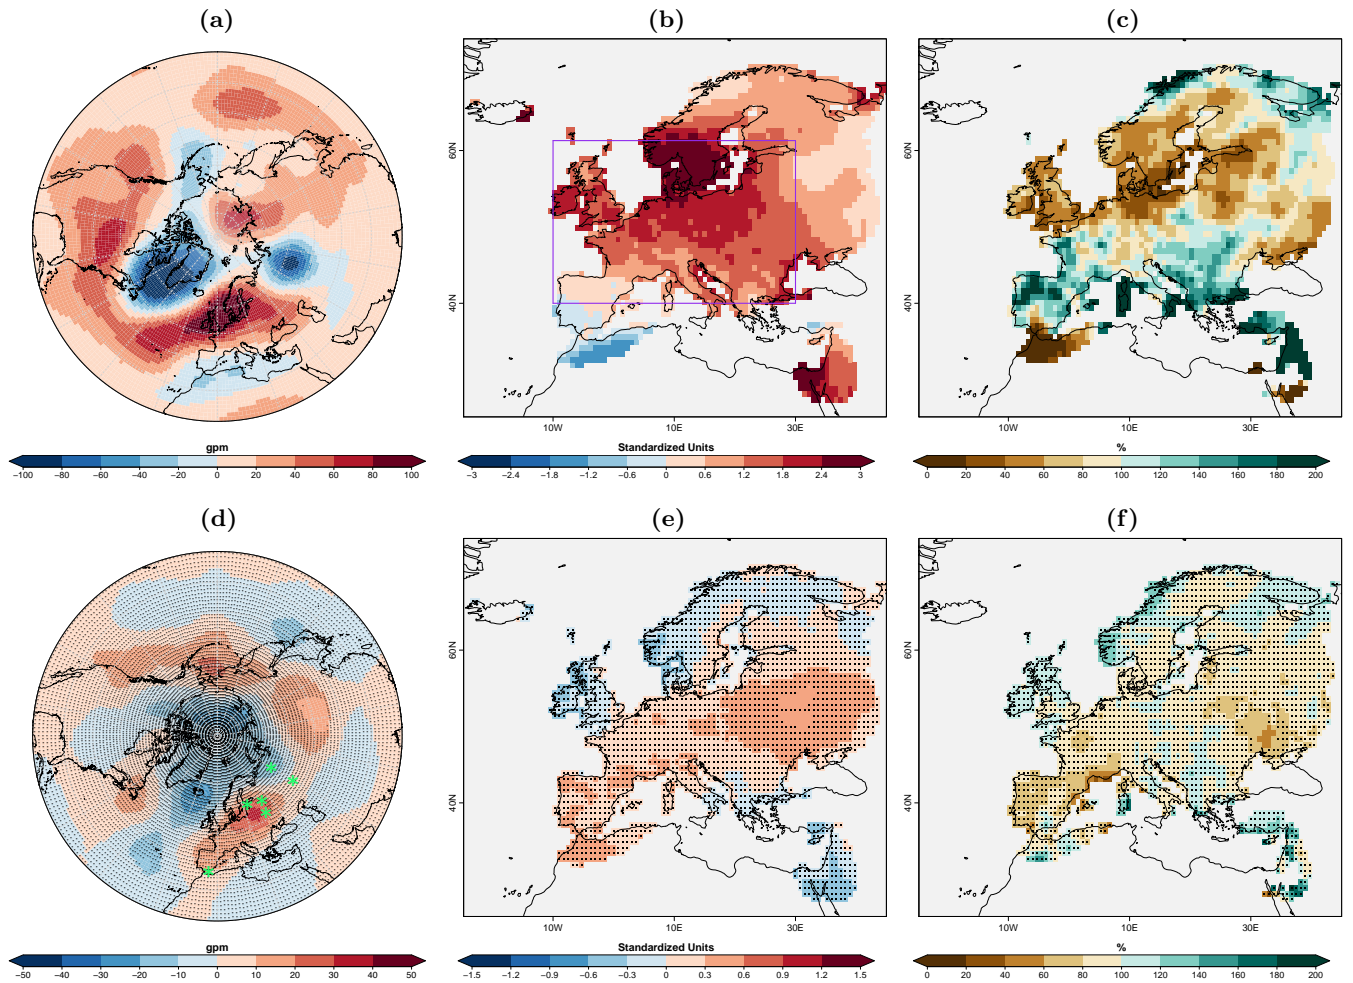 (a)
(b)
(c)
60N
40N
10W 10E 30E
60N
40N
10W 10E 30E
gpm
−100 −80 −60 −40 −20 0 20 40 60 80 100
Standardized Units
−3 −2.4 −1.8 −1.2 −0.6 0 0.6 1.2 1.8 2.4 3
%
0 20 40 60 80 100 120 140 160 180 200
(d)
(e)
(f)
60N
40N
10W 10E 30E
60N
40N
10W 10E 30E
gpm
−50 −40 −30 −20 −10 0 10 20 30 40 50
Standardized Units
−1.5 −1.2 −0.9 −0.6 −0.3 0 0.3 0.6 0.9 1.2 1.5
%
0 20 40 60 80 100 120 140 160 180 200